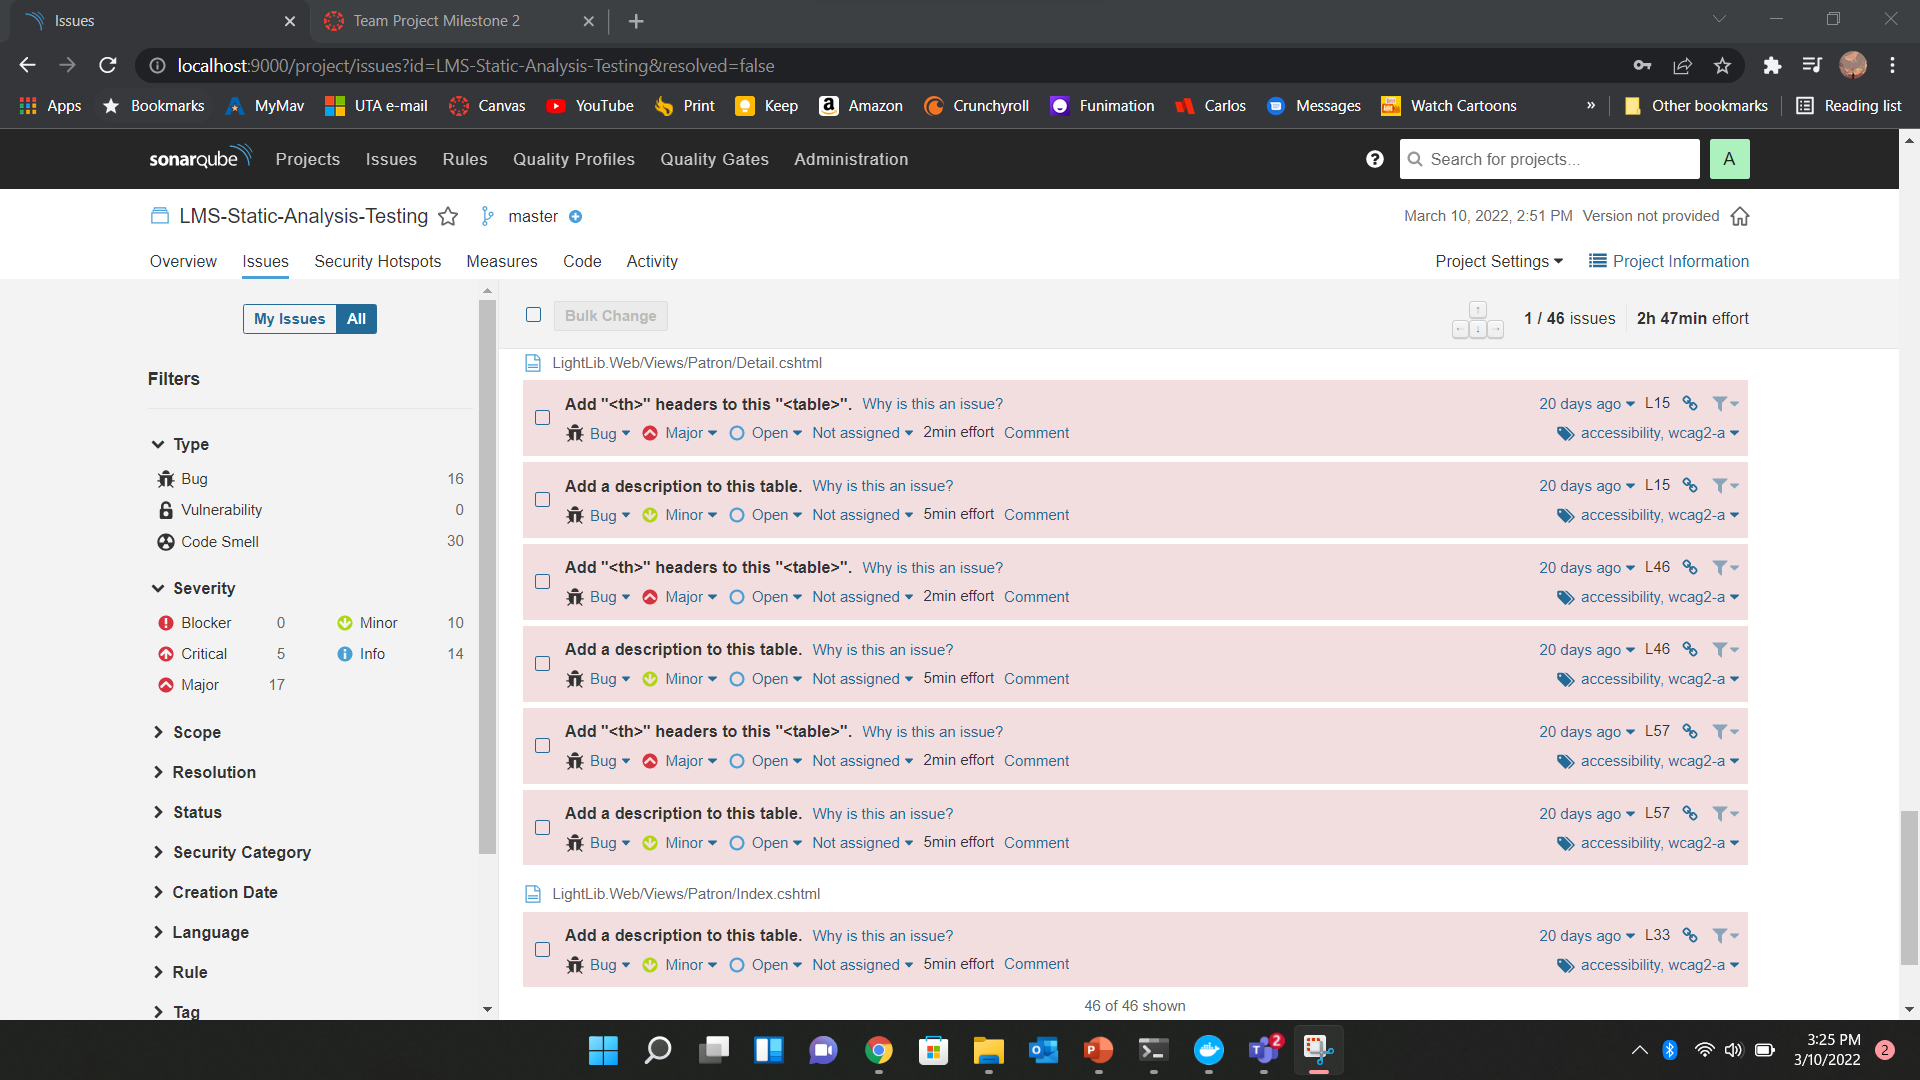 Issues
Team Project Milestone 2
localhost:9000/project/issues?id=LMS-Static-Analysis-Testing&resolved=false
Apps Bookmarks MyMav UTA e-mail Canvas YouTube Print Keep Amazon Crunchyroll Funimation Carlos Messages Watch Cartoons » Other bookmarks Reading list
sonarqube Projects Issues Rules Quality Profiles Quality Gates Administration ? Search for projects... A
LMS-Static-Analysis-Testing master March 10, 2022, 2:51 PM Version not provided
Overview Issues Security Hotspots Measures Code Activity Project Settings Project Information
My Issues All
Bulk Change 1 / 46 issues 2h 47min effort
Filters
Type
Bug 16
Vulnerability 0
Code Smell 30
Severity
Blocker 0 Minor 10
Critical 5 Info 14
Major 17
Scope
Resolution
Status
Security Category
Creation Date
Language
Rule
Tag
LightLib.Web/Views/Patron/Detail.cshtml
Add "<th>" headers to this "<table>". Why is this an issue? 20 days ago L15
Bug Major Open Not assigned 2min effort Comment accessibility, wcag2-a
Add a description to this table. Why is this an issue? 20 days ago L15
Bug Minor Open Not assigned 5min effort Comment accessibility, wcag2-a
Add "<th>" headers to this "<table>". Why is this an issue? 20 days ago L46
Bug Major Open Not assigned 2min effort Comment accessibility, wcag2-a
Add a description to this table. Why is this an issue? 20 days ago L46
Bug Minor Open Not assigned 5min effort Comment accessibility, wcag2-a
Add "<th>" headers to this "<table>". Why is this an issue? 20 days ago L57
Bug Major Open Not assigned 2min effort Comment accessibility, wcag2-a
Add a description to this table. Why is this an issue? 20 days ago L57
Bug Minor Open Not assigned 5min effort Comment accessibility, wcag2-a
LightLib.Web/Views/Patron/Index.cshtml
Add a description to this table. Why is this an issue? 20 days ago L33
Bug Minor Open Not assigned 5min effort Comment accessibility, wcag2-a
46 of 46 shown
2
3:25 PM
3/10/2022
2